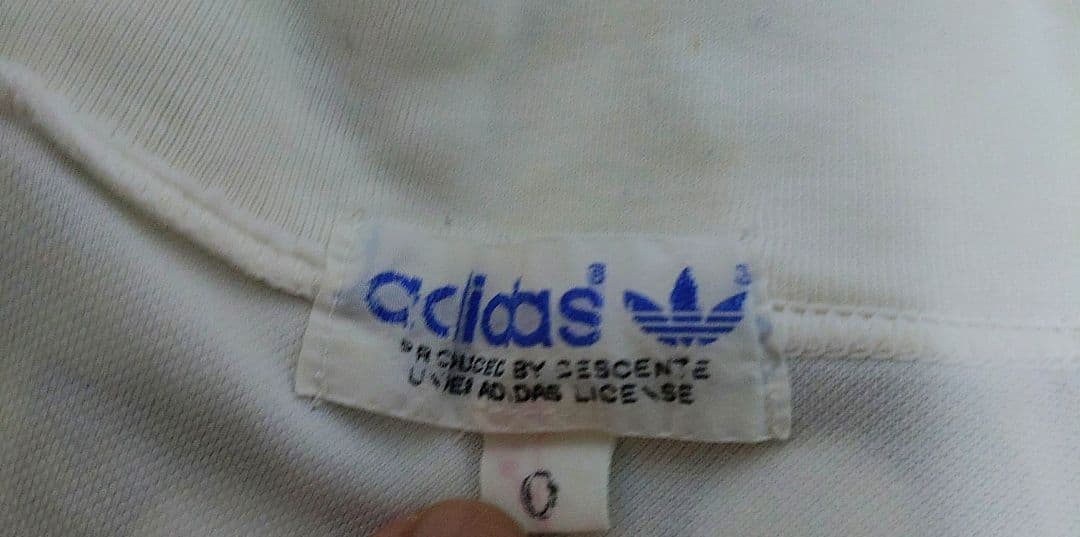 adidas®
PRODUCED BY DESCENTE
UNDER ADIDAS LICENSE
O